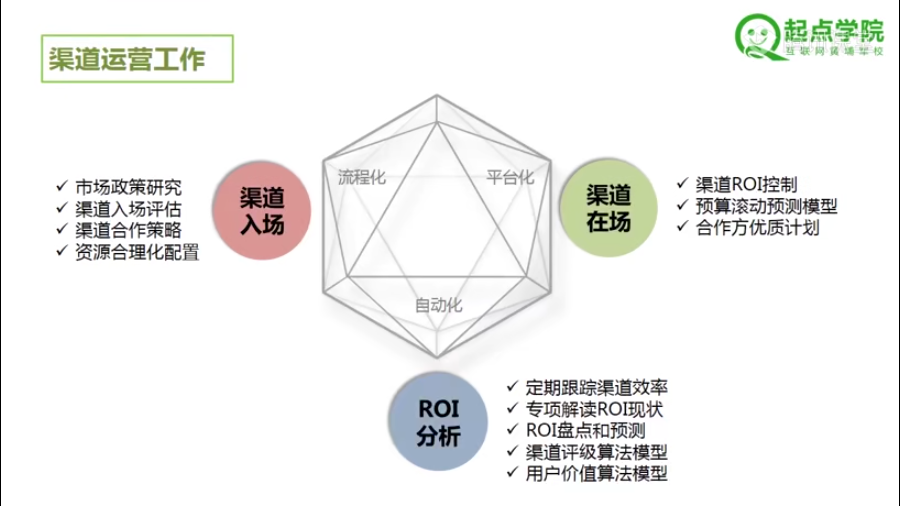 渠道运营工作
起点学院
互联网黄埔军校
流程化
平台化
自动化
渠道
入场
市场政策研究
渠道入场评估
渠道合作策略
资源合理化配置
渠道
在场
渠道ROI控制
预算滚动预测模型
合作方优质计划
ROI
分析
定期跟踪渠道效率
专项解读ROI现状
ROI盘点和预测
渠道评级算法模型
用户价值算法模型